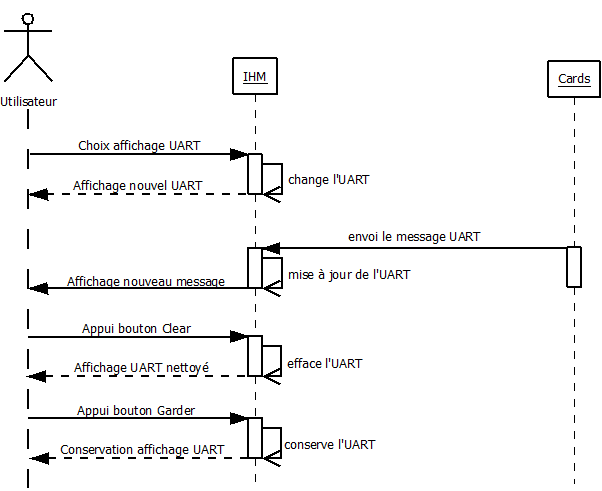 IHM
Cards
Utilisateur
Choix affichage UART
change l'UART
Affichage nouvel UART
envoi le message UART
mise à jour de l'UART
Affichage nouveau message
Appui bouton Clear
efface l'UART
Affichage UART nettoyé
Appui bouton Garder
conserve l'UART
Conservation affichage UART